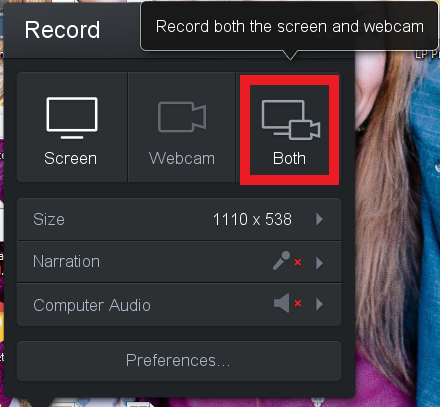 Record
Record both the screen and webcam
Screen
Webcam
Both
Size 1110 x 538
Narration
Computer Audio
Preferences...